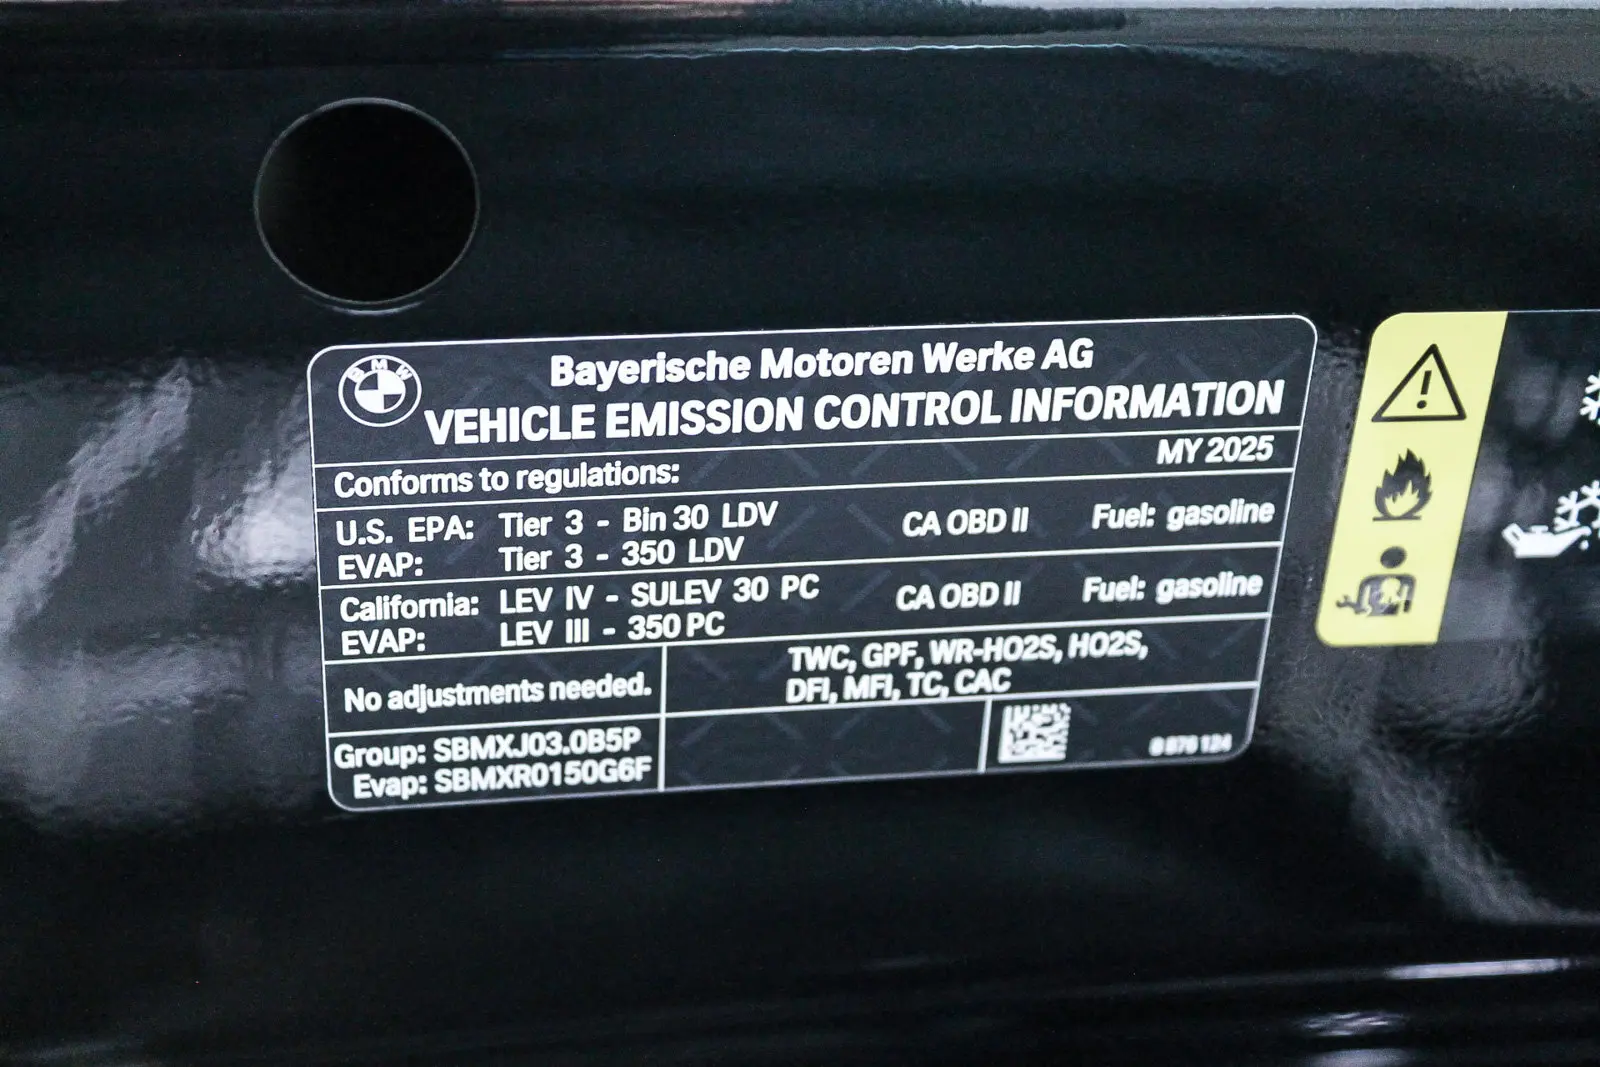 BMW
Bayerische Motoren Werke AG
VEHICLE EMISSION CONTROL INFORMATION
MY 2025
Conforms to regulations:
U.S. EPA: Tier 3 - Bin 30 LDV CA OBD II Fuel: gasoline
EVAP: Tier 3 - 350 LDV
California: LEV IV - SULEV 30 PC CA OBD II Fuel: gasoline
EVAP: LEV III - 350 PC
No adjustments needed.
TWC, GPF, WR-HO2S, HO2S,
DFI, MFI, TC, CAC
Group: SBMXJ03.0B5P
Evap: SBMXR0150G6F